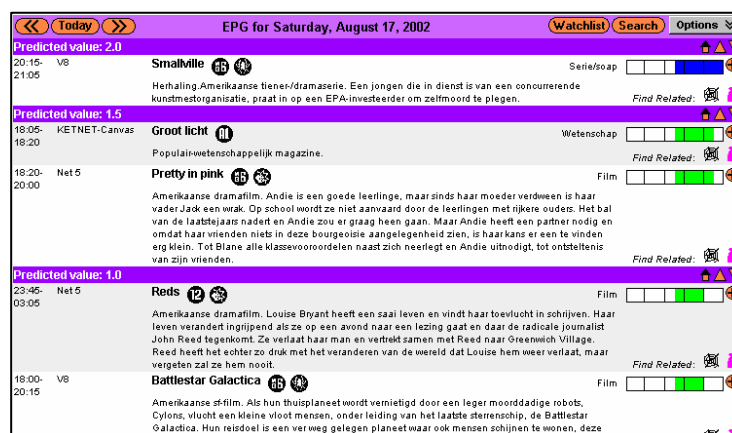 Today EPG for Saturday, August 17, 2002 Watchlist Search Options
Predicted value: 2.0
20:15- V8 Smallville Serie/soap
21:05
Herhaling.Amerikaanse tiener-/dramaserie. Een jongen die in dienst is van een concurrerende
kunstmestorganisatie, praat in op een EPA-investeerder om zelfmoord te plegen.
Find Related:
Predicted value: 1.5
18:05- KETNET-Canvas Groot licht Wetenschap
18:20
Populair-wetenschappelijk magazine.
Find Related:
18:20- Net 5 Pretty in pink Film
20:00
Amerikaanse dramafilm. Andie is een goede leerlinge, maar sinds haar moeder verdween is haar
vader Jack een wrak. Op school wordt ze niet aanvaard door de leerlingen met rijkere ouders. Het bal
van de laatstejaars nadert en Andie zou er graag heen gaan. Maar Andie heeft een partner nodig en
omdat haar vrienden niets in deze bourgeoisie aangelegenheid zien, is haar kans er een te vinden
erg klein. Tot Blane alle klassevooroordelen naast zich neerlegt en Andie uitnodigt, tot ontsteltenis
van zijn vrienden.
Find Related:
Predicted value: 1.0
23:45- Net 5 Reds 12 Film
03:05
Amerikaanse dramafilm. Louise Bryant heeft een saai leven en vindt haar toevlucht in schrijven. Haar
leven verandert ingrijpend als ze op een avond naar een lezing gaat en daar de radicale journalist
John Reed tegenkomt. Ze verlaat haar man en vertrekt samen met Reed naar Greenwich Village.
Reed heeft het echter zo druk met het veranderen van de wereld dat Louise hem weer verlaat, maar
vergeten zal ze hem nooit.
Find Related:
18:00- V8 Battlestar Galactica Film
20:15
Amerikaanse sf-film. Als hun thuisplaneet wordt vernietigd door een leger moorddadige robots,
Cylons, vlucht een kleine vloot mensen, onder leiding van het laatste sterrenschip, de Battlestar
Galactica. Hun reisdoel is een ver weg gelegen planeet waar ook mensen schijnen te wonen, deze